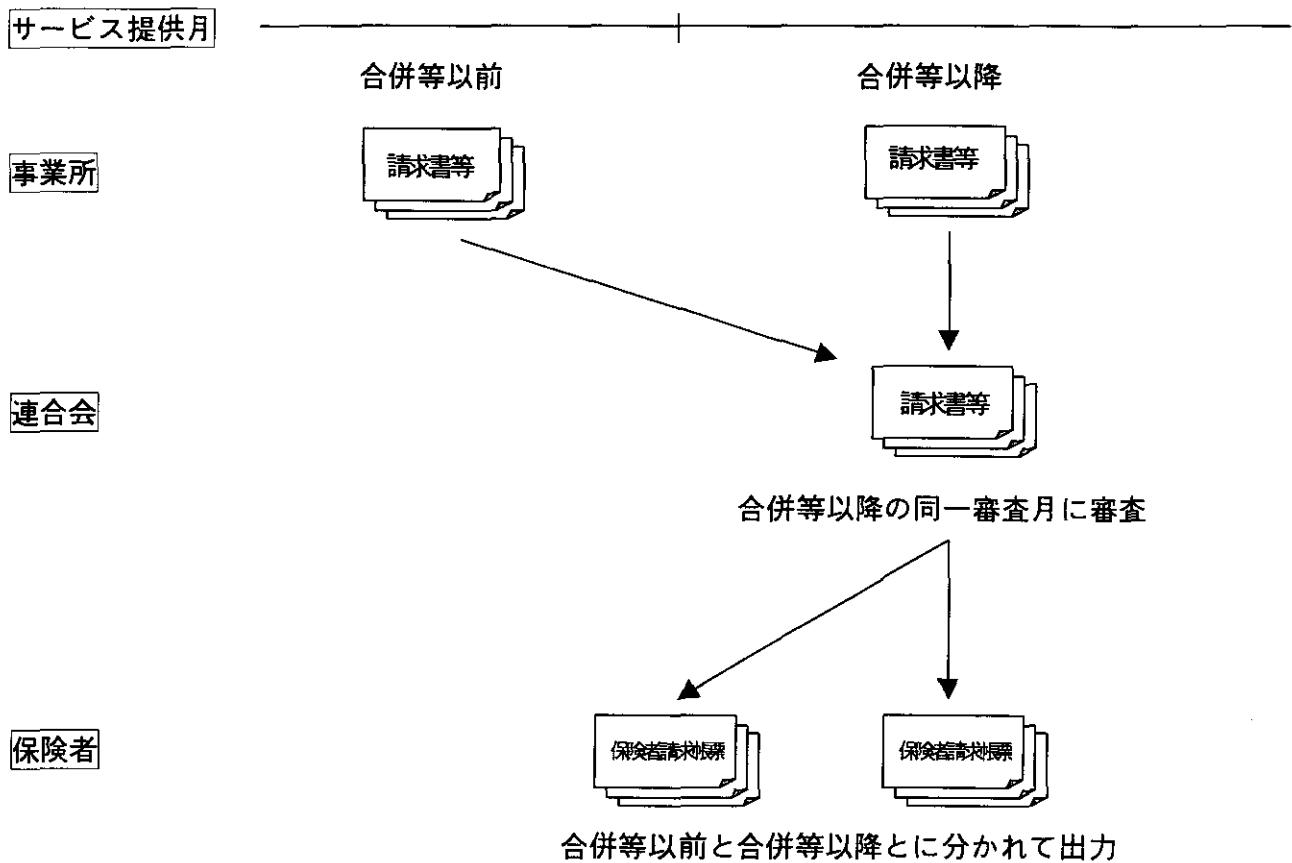 サービス提供月
合併等以前
合併等以降
事業所
請求書等
請求書等
連合会
請求書等
合併等以降の同一審査月に審査
保険者
保険者請求帳票
保険者請求帳票
合併等以前と合併等以降とに分かれて出力